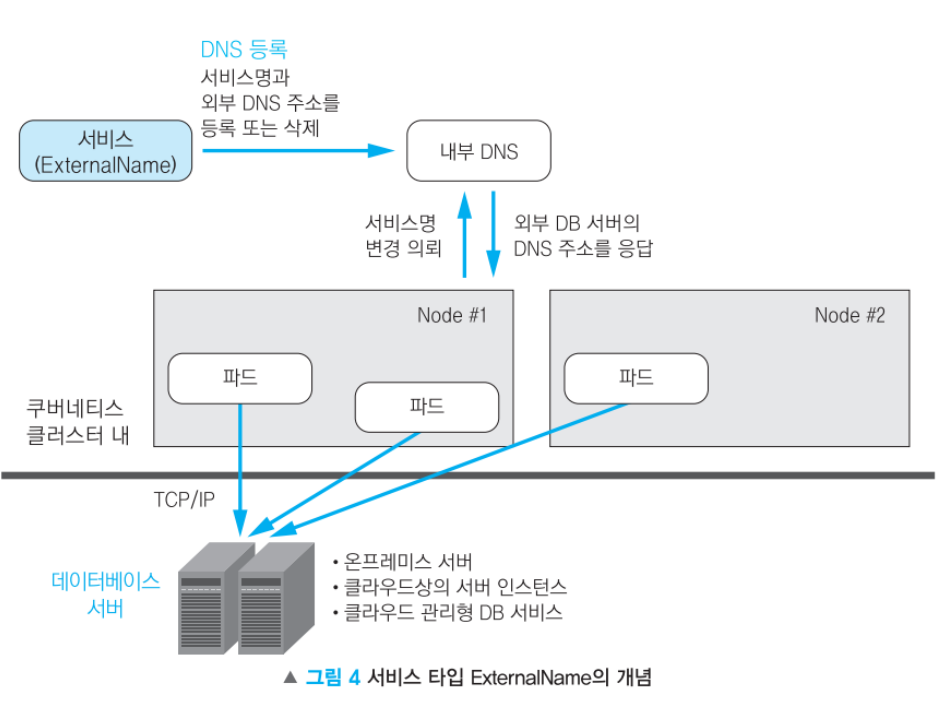 DNS 등록
서비스명과
외부 DNS 주소를
등록 또는 삭제
서비스
(ExternalName)
내부 DNS
서비스명
변경 의뢰
외부 DB 서버의
DNS 주소를 응답
Node #1
Node #2
파드
파드
파드
쿠버네티스
클러스터 내
TCP/IP
데이터베이스
서버
• 온프레미스 서버
• 클라우드상의 서버 인스턴스
• 클라우드 관리형 DB 서비스
▲ 그림 4 서비스 타입 ExternalName의 개념